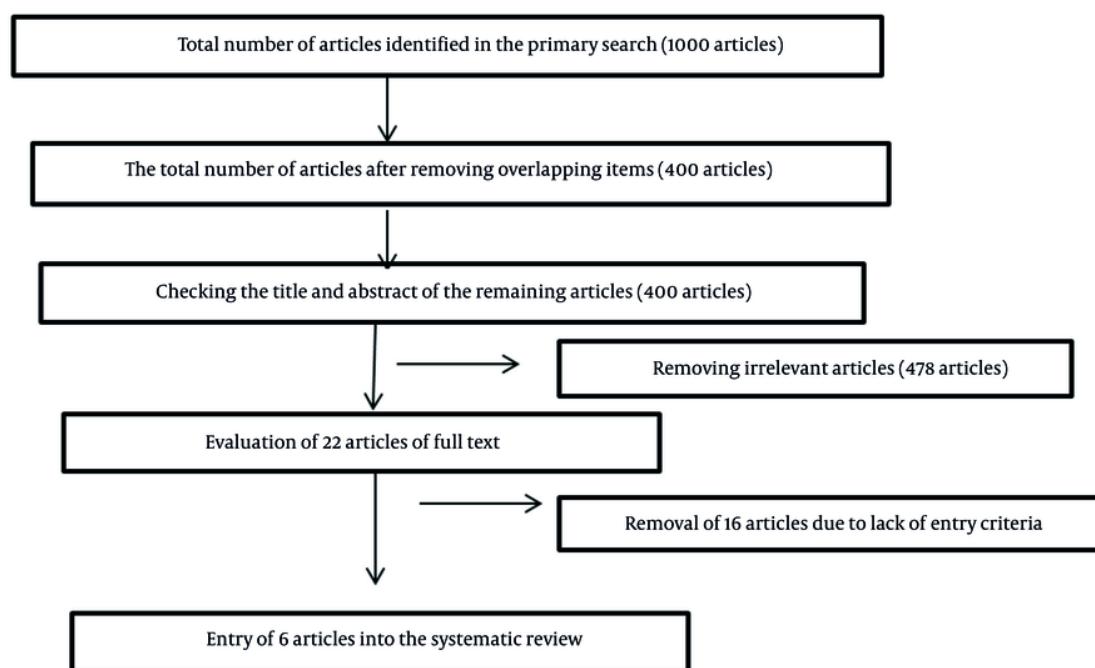 Total number of articles identified in the primary search (1000 articles)
The total number of articles after removing overlapping items (400 articles)
Checking the title and abstract of the remaining articles (400 articles)
Removing irrelevant articles (478 articles)
Evaluation of 22 articles of full text
Removal of 16 articles due to lack of entry criteria
Entry of 6 articles into the systematic review